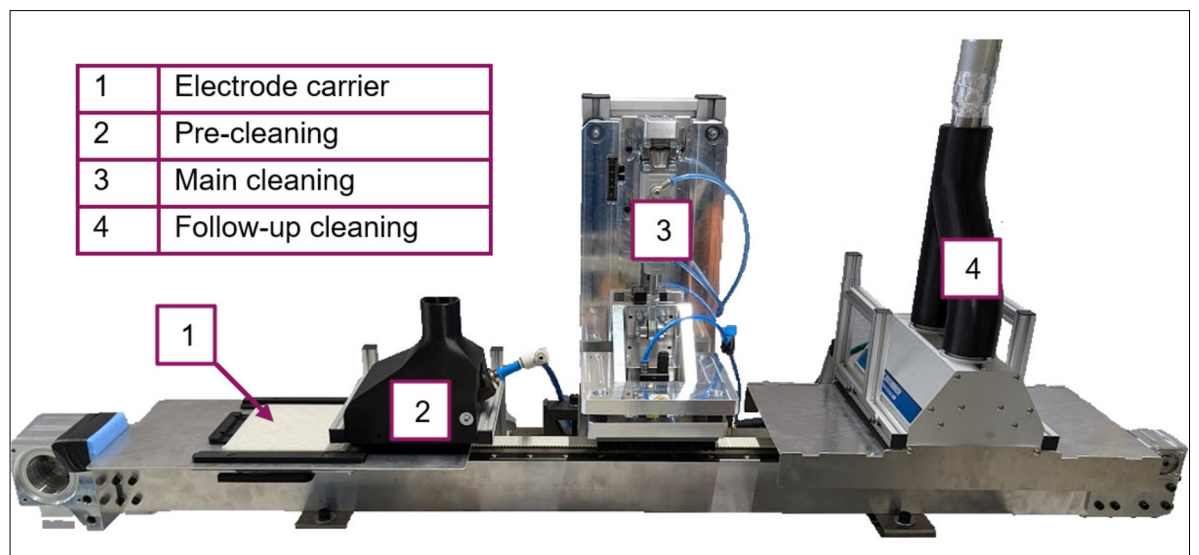 1 Electrode carrier
2 Pre-cleaning
3 Main cleaning
4 Follow-up cleaning
1
2
3
4